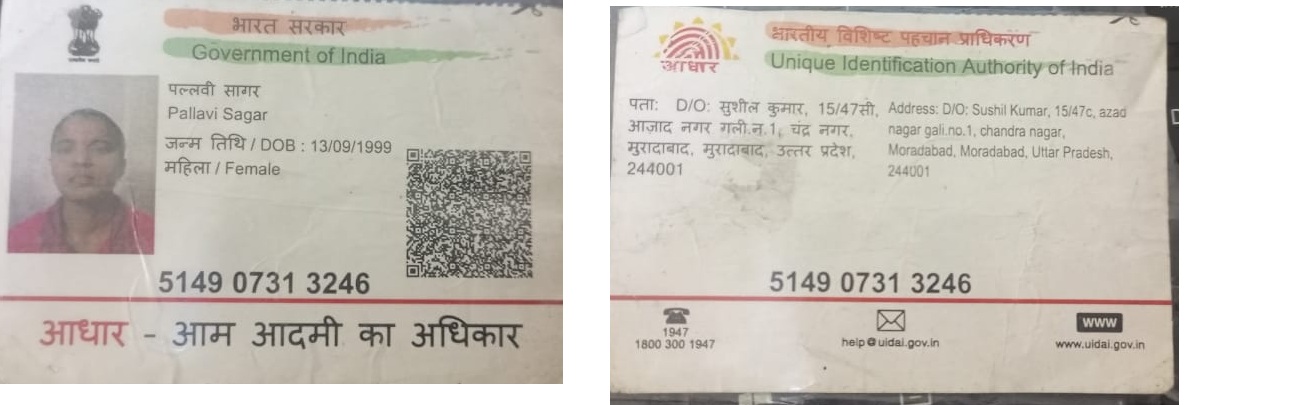 भारत सरकार
Government of India
पल्लवी सागर
Pallavi Sagar
जन्म तिथि / DOB : 13/09/1999
महिला / Female
5149 0731 3246
आधार - आम आदमी का अधिकार
भारतीय विशिष्ट पहचान प्राधिकरण
आधार
Unique Identification Authority of India
पता: D/O: सुशील कुमार, 15/47सी,
आज़ाद नगर गली.न.1, चंद्र नगर,
मुरादाबाद, मुरादाबाद, उत्तर प्रदेश,
244001
Address: D/O: Sushil Kumar, 15/47c, azad
nagar gali.no.1, chandra nagar,
Moradabad, Moradabad, Uttar Pradesh,
244001
5149 0731 3246
1947
1800 300 1947
help@uidai.gov.in
www
www.uidai.gov.in